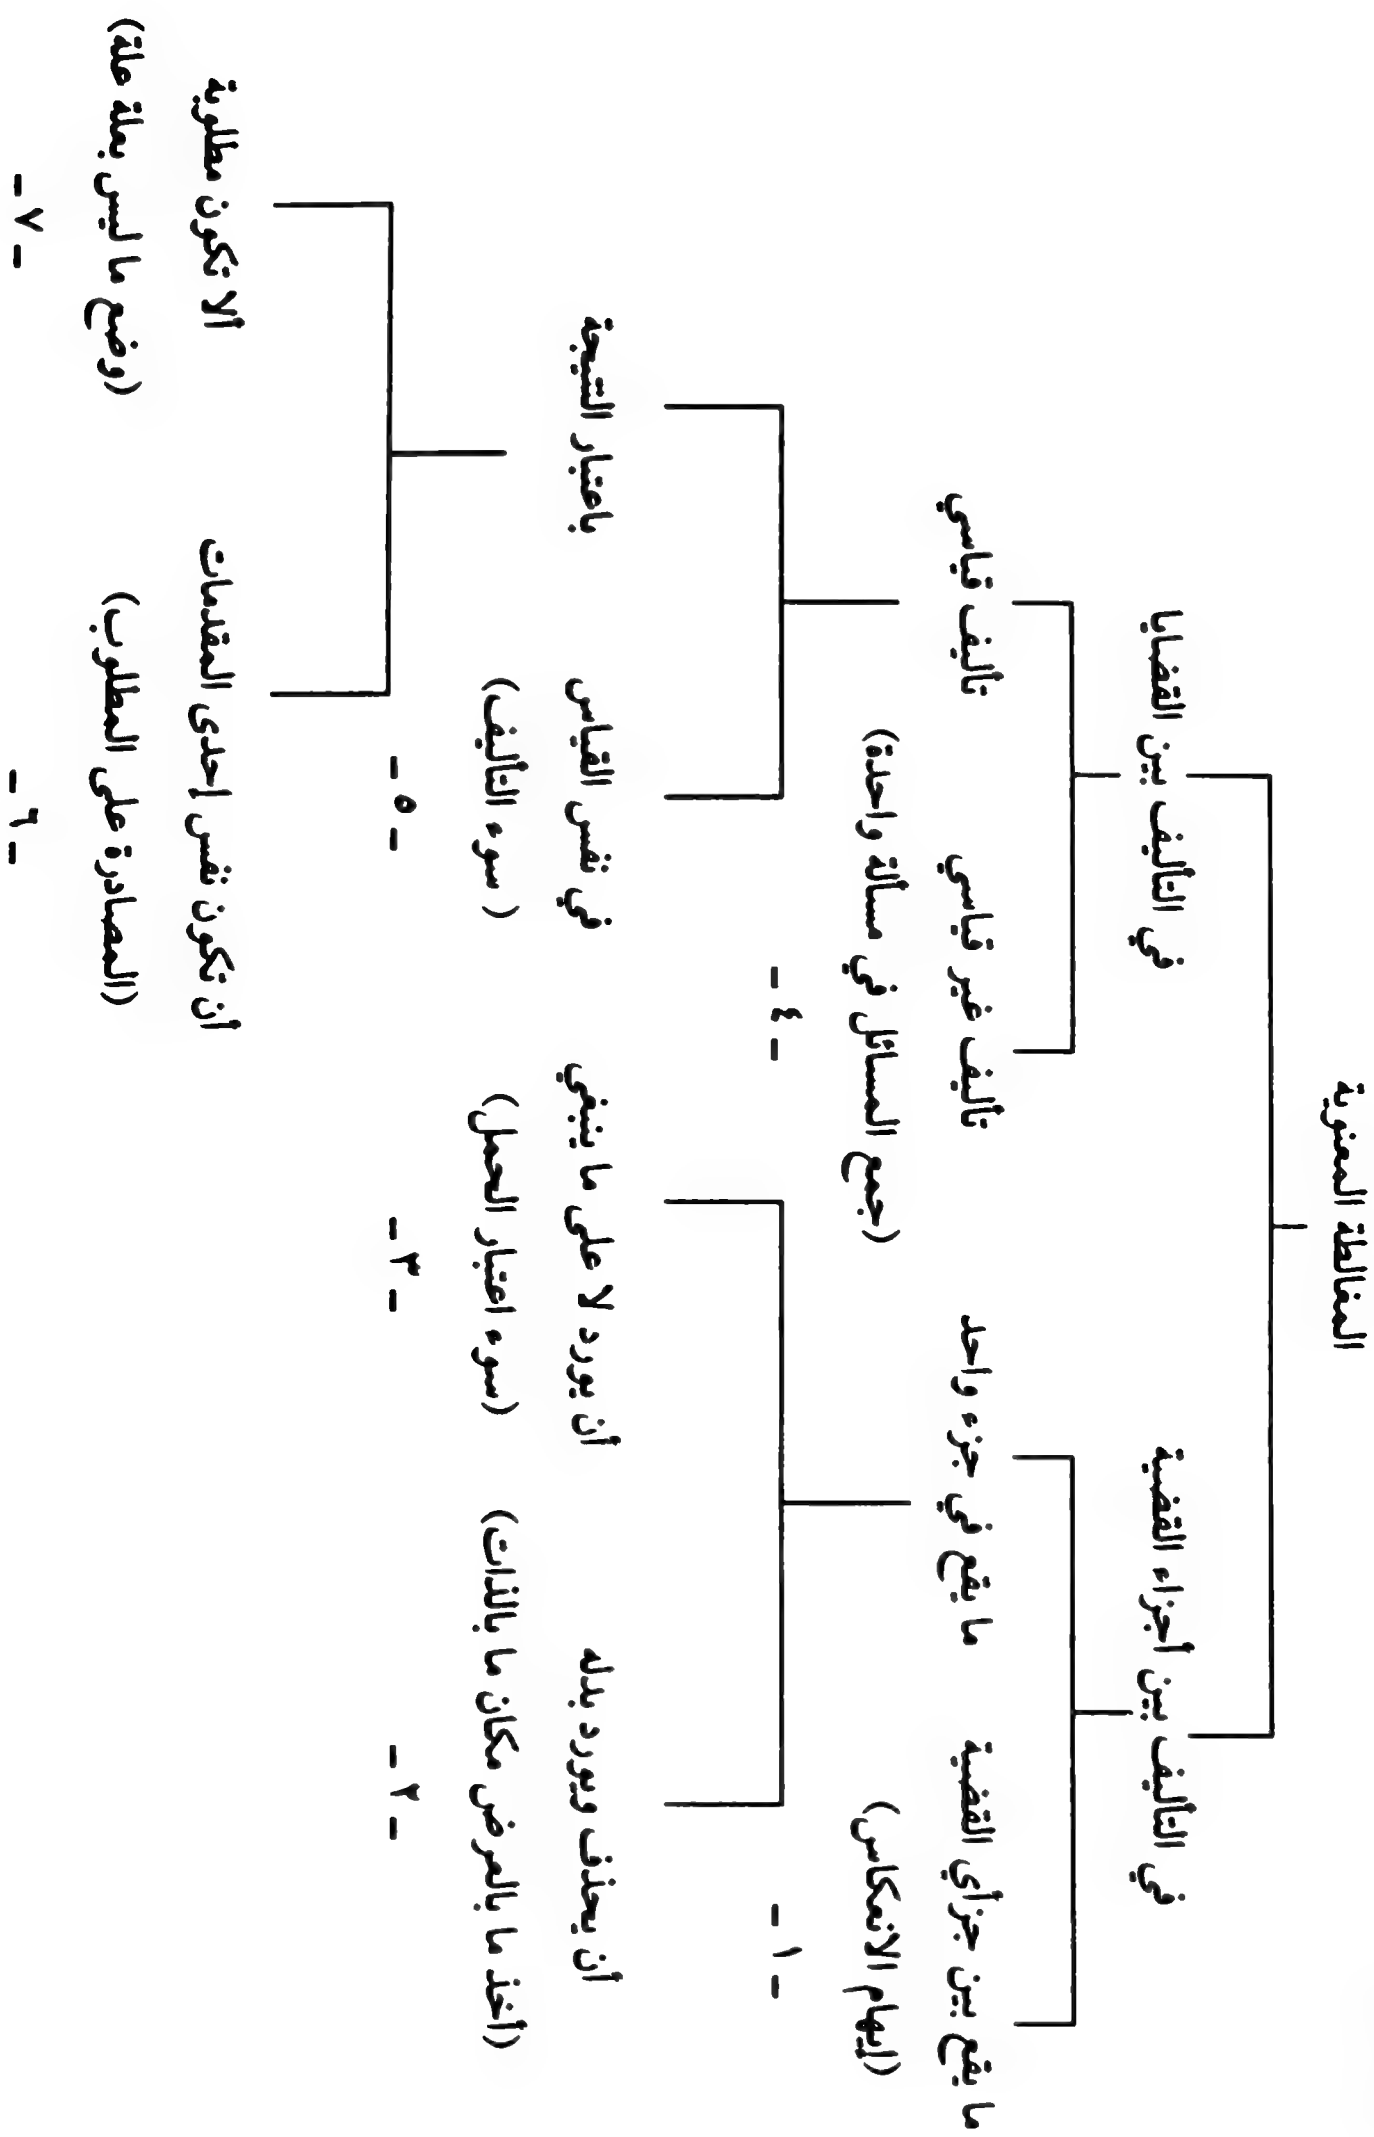 المغالطة المعنوية
في التأليف بين أجزاء القضية
في التأليف بين القضايا
ما يقع بين جزأي القضية
(إيهام الانعكاس)
- ١ -
ما يقع في جزء واحد
تأليف غير قياسي
(جمع المسائل في مسألة واحدة)
- ٤ -
تأليف قياسي
أن يحذف ويورد بدله
(أخذ ما بالعرض مكان ما بالذات)
- ٢ -
أن يورد لا على ما ينبغي
(سوء اعتبار الحمل)
- ٣ -
في نفس القياس
(سوء التأليف)
- ٥ -
باعتبار النتيجة
أن تكون نفس إحدى المقدمات
(المصادرة على المطلوب)
- ٦ -
ألا تكون مطلوبة
(وضع ما ليس بعلة علة)
- ٧ -